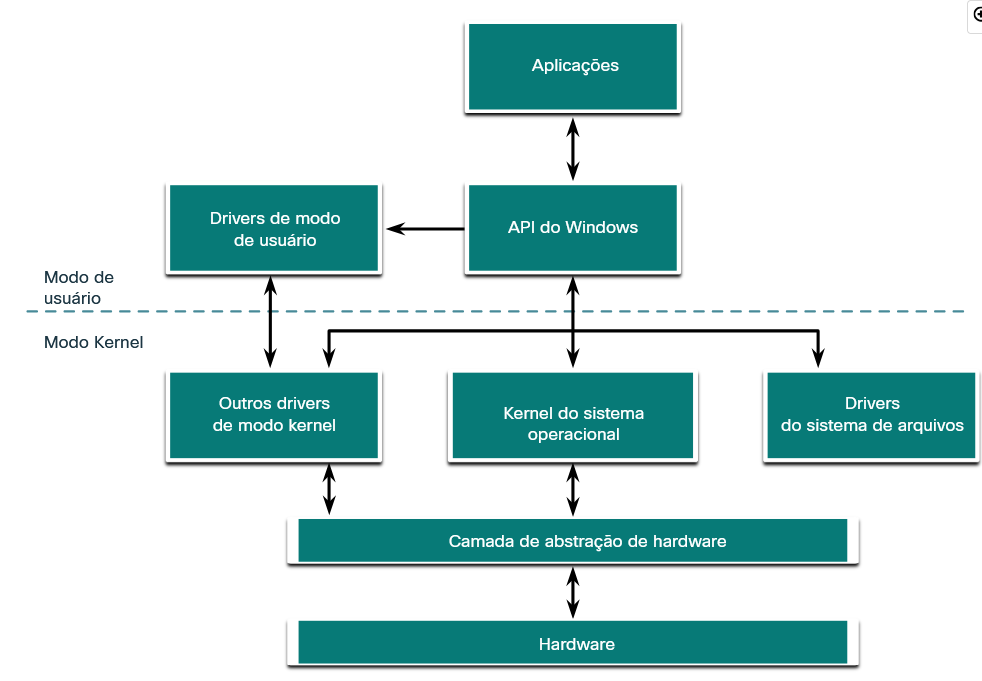 Aplicações
Drivers de modo
de usuário
API do Windows
Modo de
usuário
Modo Kernel
Outros drivers
de modo kernel
Kernel do sistema
operacional
Drivers
do sistema de arquivos
Camada de abstração de hardware
Hardware